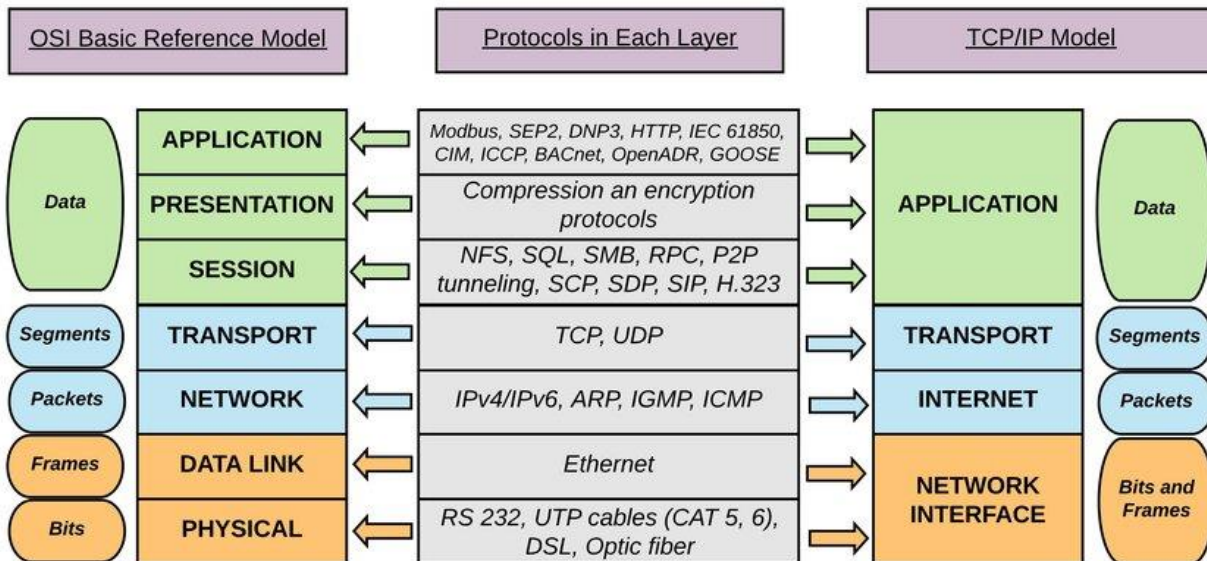 OSI Basic Reference Model
Protocols in Each Layer
TCP/IP Model
Data
APPLICATION
Modbus, SEP2, DNP3, HTTP, IEC 61850,
CIM, ICCP, BACnet, OpenADR, GOOSE
PRESENTATION
Compression an encryption
protocols
SESSION
NFS, SQL, SMB, RPC, P2P
tunneling, SCP, SDP, SIP, H.323
APPLICATION
Data
Segments
TRANSPORT
TCP, UDP
TRANSPORT
Segments
Packets
NETWORK
IPv4/IPv6, ARP, IGMP, ICMP
INTERNET
Packets
Frames
DATA LINK
Ethernet
Bits
PHYSICAL
RS 232, UTP cables (CAT 5, 6),
DSL, Optic fiber
NETWORK
INTERFACE
Bits and
Frames